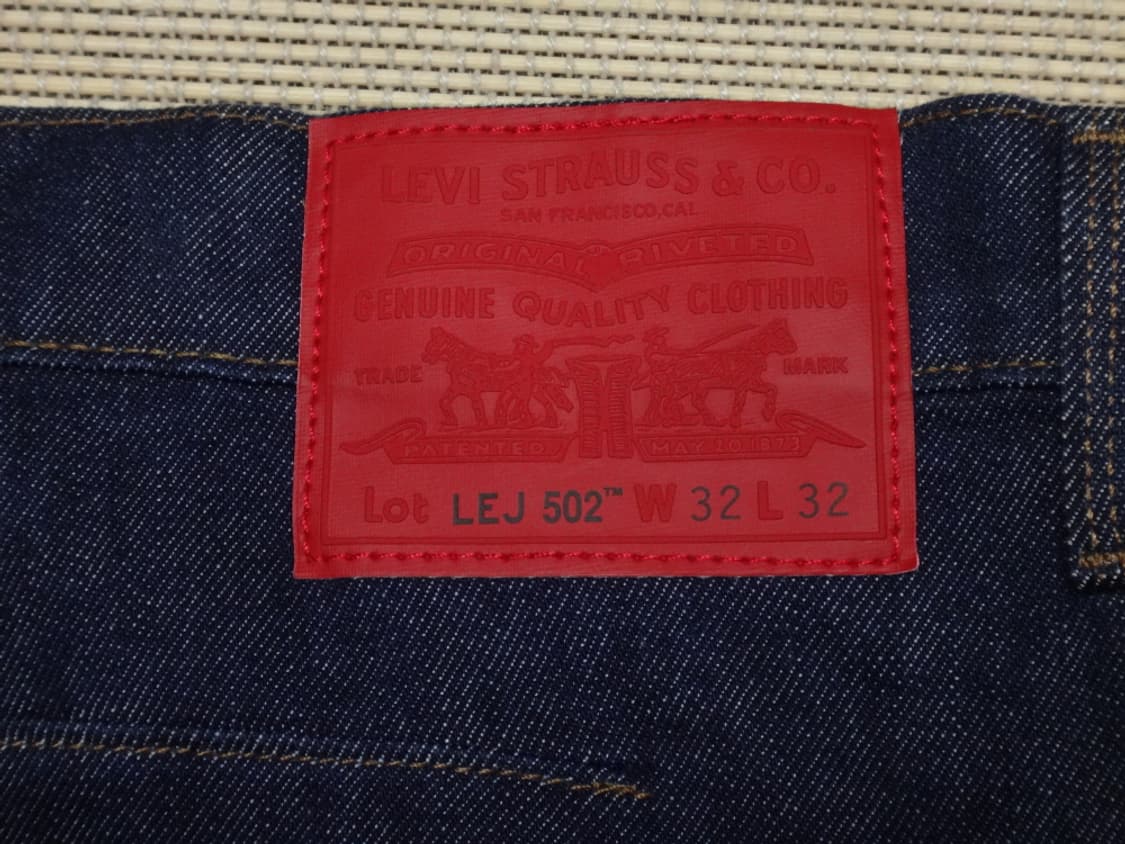 LEVI STRAUSS & CO.
SAN FRANCISCO, CAL
ORIGINAL RIVETED
GENUINE QUALITY CLOTHING
TRADE MARK
PATENTED MAY 20 1873
Lot LEJ 502™ W 32 L 32